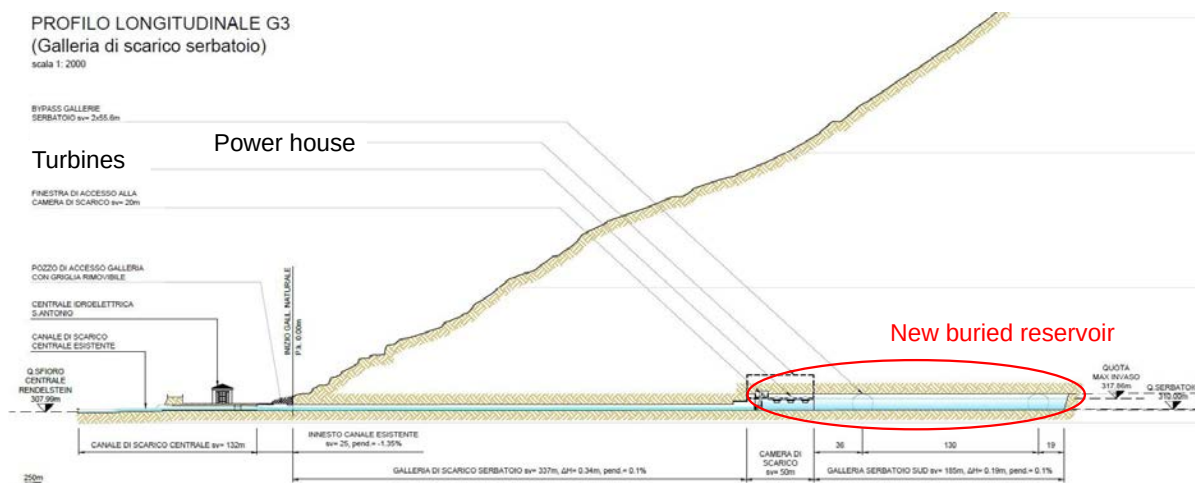 PROFILO LONGITUDINALE G3
(Galleria di scarico serbatoio)
scala 1: 2000
BYPASS GALLERIE
SERBATOIO sv= 2x55.6m
Power house
Turbines
FINESTRA DI ACCESSO ALLA
CAMERA DI SCARICO sv= 20m
POZZO DI ACCESSO GALLERIA
CON GRIGLIA RIMOVIBILE
CENTRALE IDROELETTRICA
S.ANTONIO
CANALE DI SCARICO
CENTRALE ESISTENTE
Q.SFIORO
CENTRALE
RENDELSTEIN
307.99m
INIZIO GALL. NATURALE
P.k. 0.00m
New buried reservoir
QUOTA
MAX INVASO
317.86m
Q.SERBATOIO
310.00m
CANALE DI SCARICO CENTRALE sv= 132m
INNESTO CANALE ESISTENTE
sv= 25, pend.= -1.35%
GALLERIA DI SCARICO SERBATOIO sv= 337m, ΔH= 0.34m, pend.= 0.1%
CAMERA DI
SCARICO
sv= 50m
36
130
19
GALLERIA SERBATOIO SUD sv= 185m, ΔH= 0.19m, pend.= 0.1%
250m